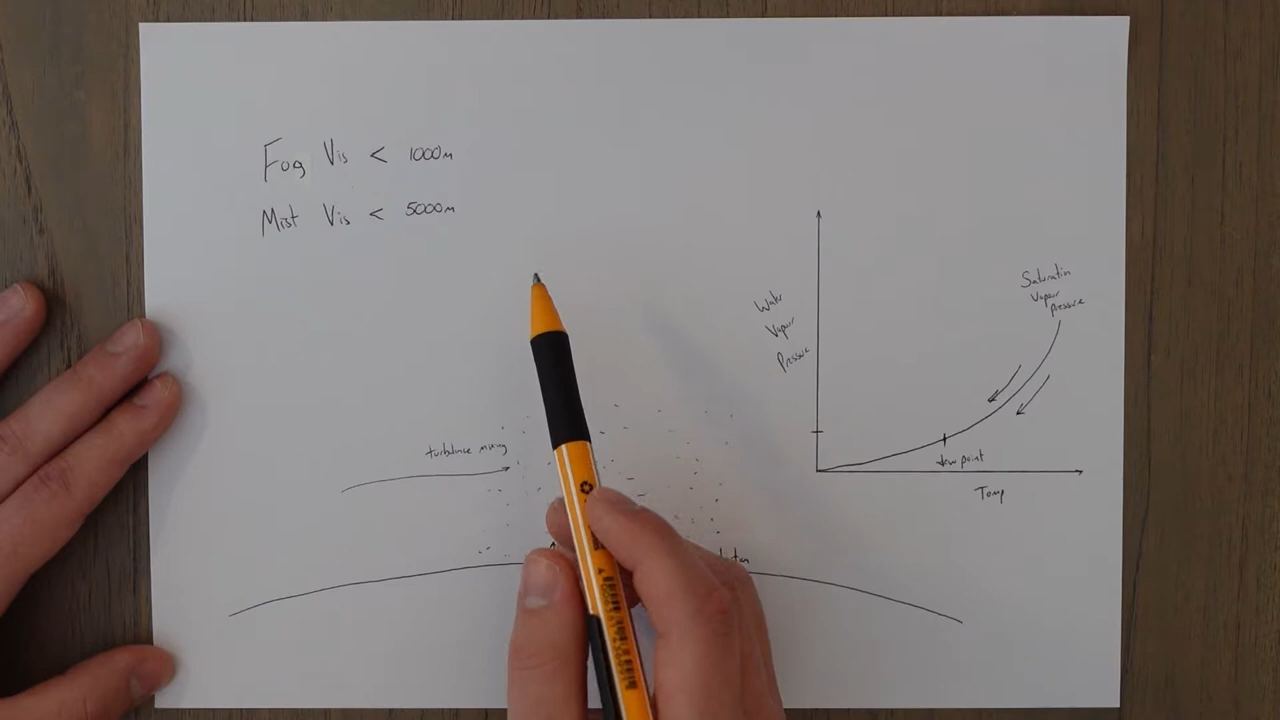 Fog Vis < 1000m
Mist Vis < 5000m
Saturation
Vapour
Pressure
Water
Vapour
Pressure
turbulence mixing
dew point
Temp